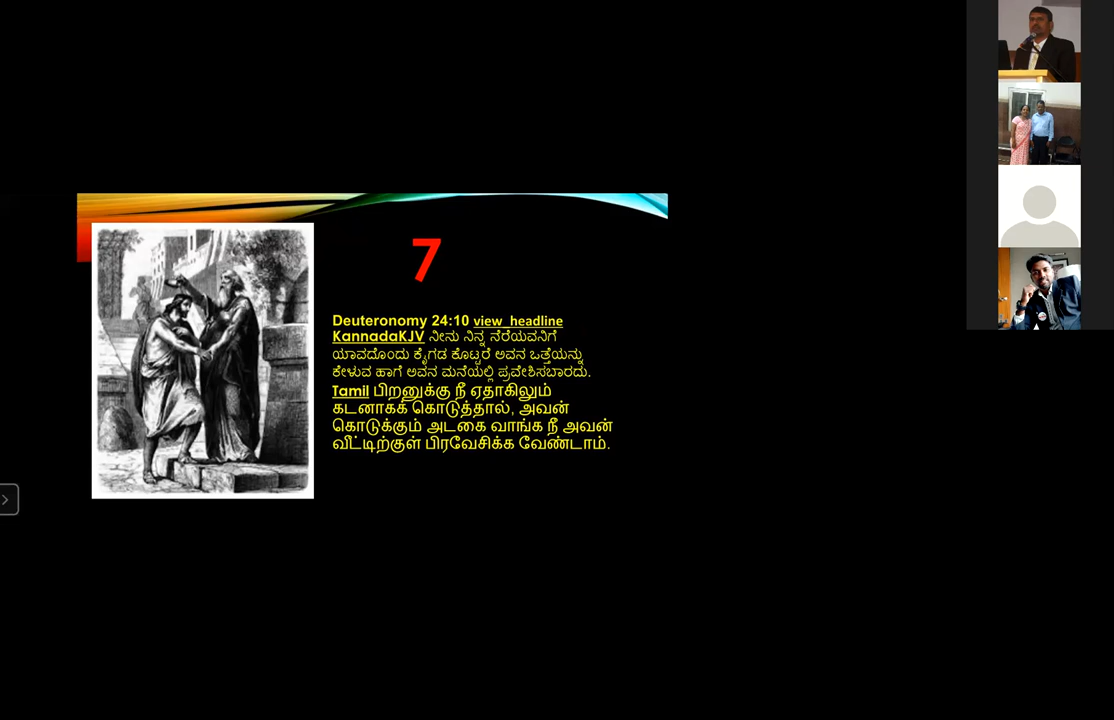 7
Deuteronomy 24:10 view_headline
KannadaKJV ನೀನು ನಿನ್ನ ನೆರೆಯವನಿಗೆ
ಯಾವದೊಂದು ಕೈಗಡ ಕೊಟ್ಟರೆ ಅವನ ಒತ್ತೆಯನ್ನು
ಕೇಳುವ ಹಾಗೆ ಅವನ ಮನೆಯಲ್ಲಿ ಪ್ರವೇಶಿಸಬಾರದು.
Tamil பிறனுக்கு நீ ஏதாகிலும்
கடனாகக் கொடுத்தால், அவன்
கொடுக்கும் அடகை வாங்க நீ அவன்
வீட்டிற்குள் பிரவேசிக்க வேண்டாம்.